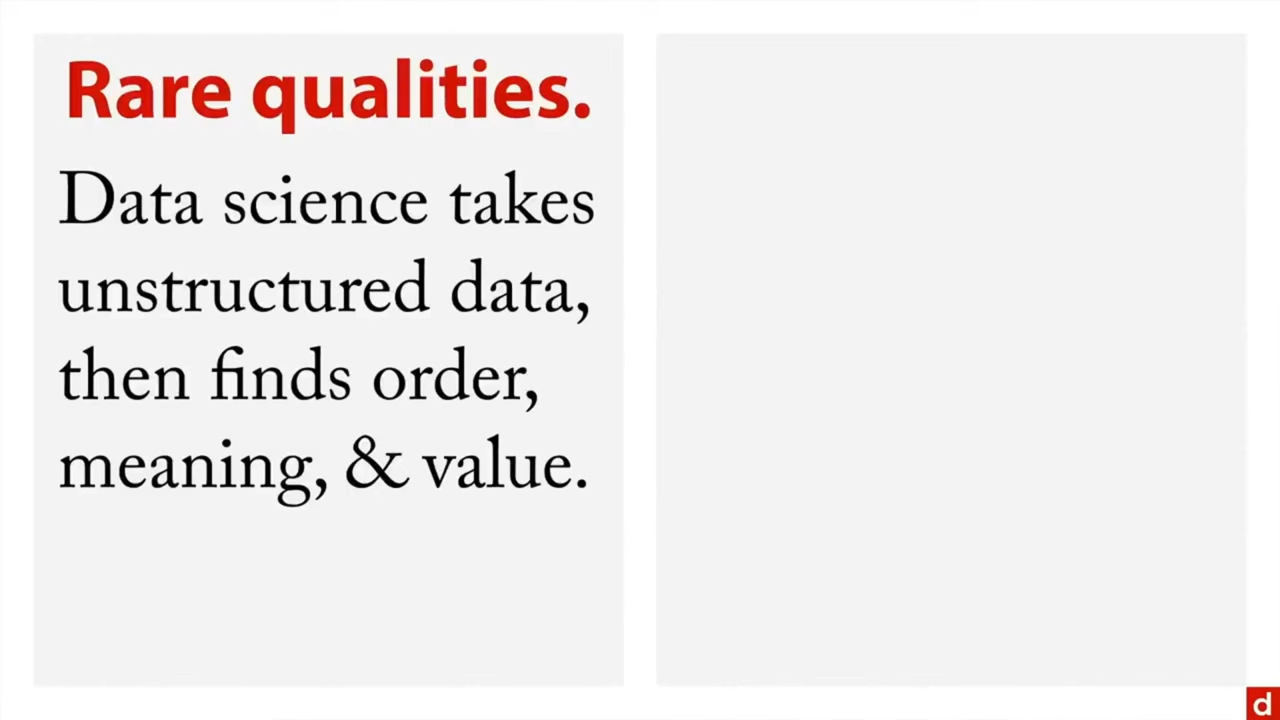 Rare qualities.
Data science takes
unstructured data,
then finds order,
meaning, & value.
d